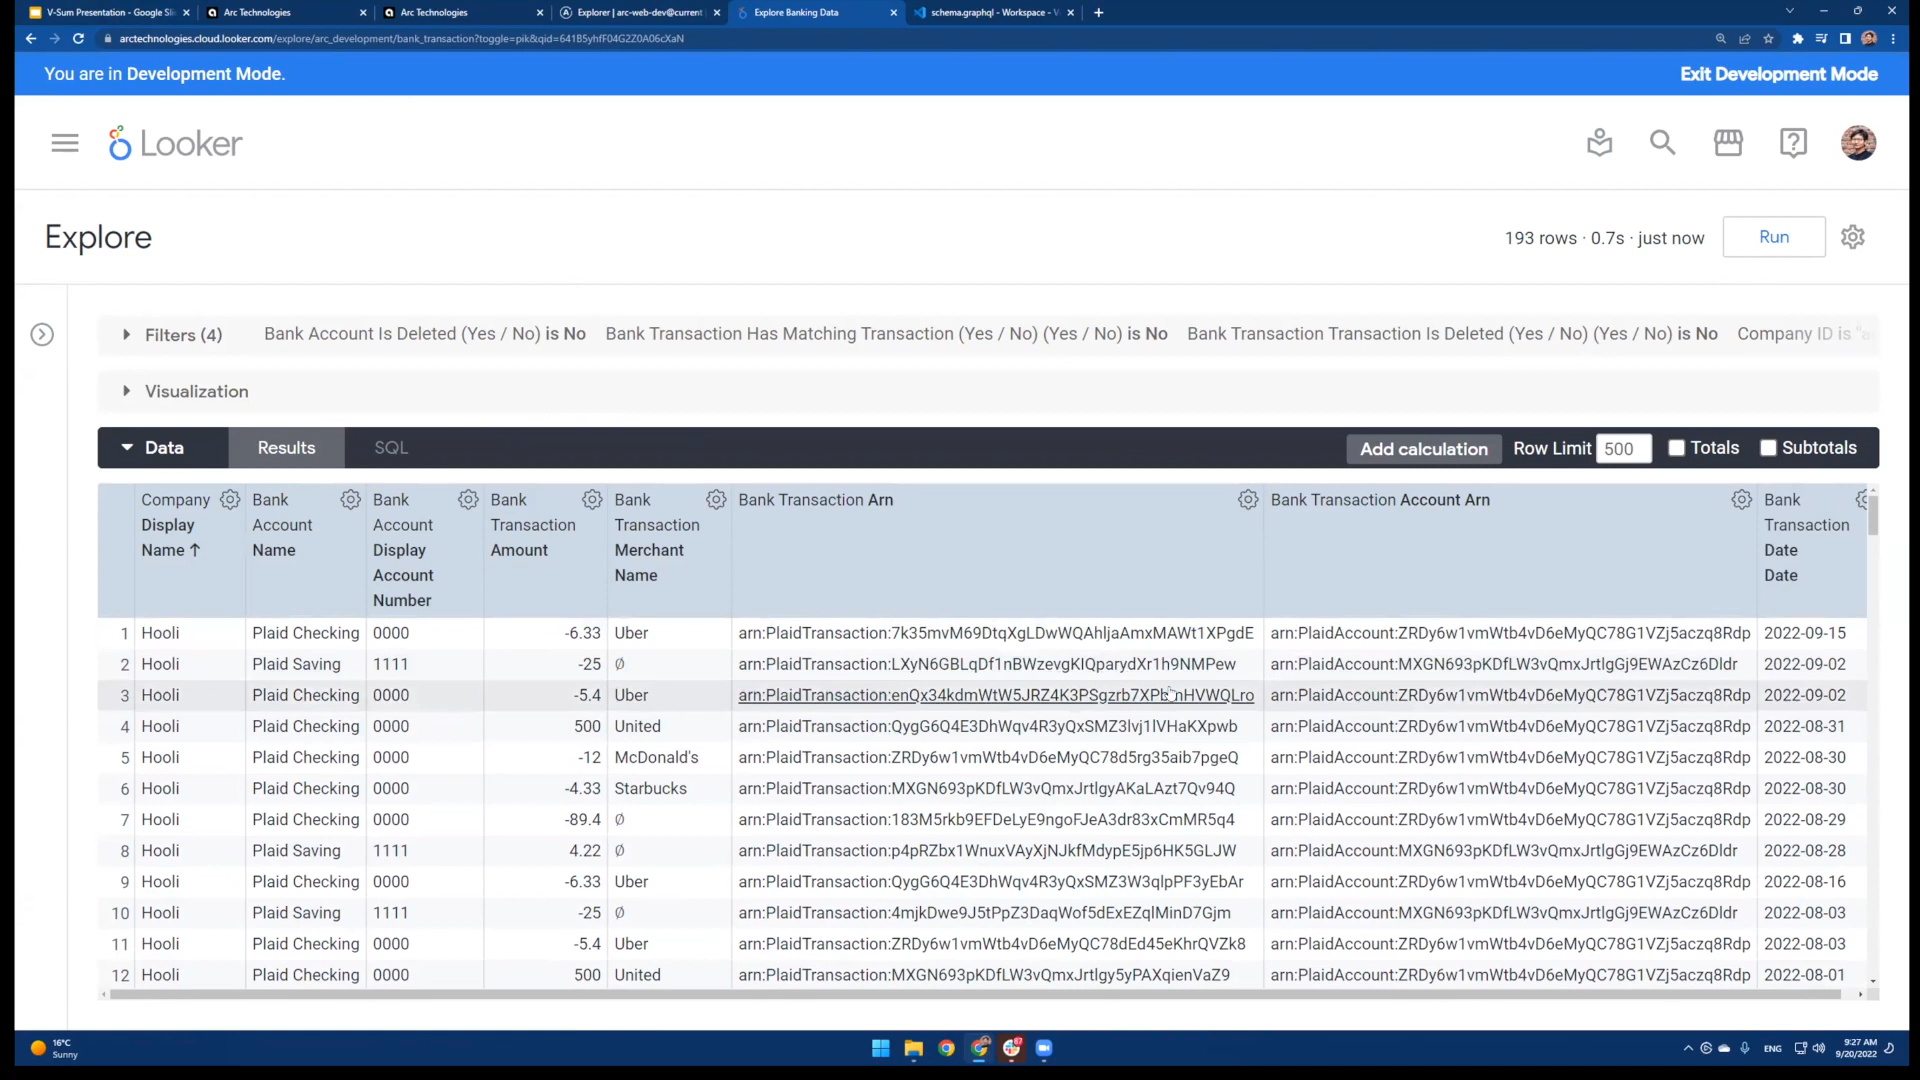 V-Sum Presentation - Google Sli
Arc Technologies
Arc Technologies
Explorer | arc-web-dev@current
Explore Banking Data
schema.graphql - Workspace - V
arctechnologies.cloud.looker.com/explore/arc_development/bank_transaction?toggle=pik&qid=641B5yhfF04G2Z0A06cXaN
You are in Development Mode.
Exit Development Mode
Looker
Explore
193 rows · 0.7s · just now
Run
Filters (4)
Bank Account Is Deleted (Yes / No) is No
Bank Transaction Has Matching Transaction (Yes / No) (Yes / No) is No
Bank Transaction Transaction Is Deleted (Yes / No) (Yes / No) is No
Company ID is
Visualization
Data
Results
SQL
Add calculation
Row Limit 500
Totals
Subtotals
Company Display Name ↑
Bank Account Name
Bank Account Display Account Number
Bank Transaction Amount
Bank Transaction Merchant Name
Bank Transaction Arn
Bank Transaction Account Arn
Bank Transaction Date Date
1 Hooli Plaid Checking 0000 -6.33 Uber arn:PlaidTransaction:7k35mvM69DtqXgLDwWQAhljaAmxMAWt1XPgdE arn:PlaidAccount:ZRDy6w1vmWtb4vD6eMyQC78G1VZj5aczq8Rdp 2022-09-15
2 Hooli Plaid Saving 1111 -25 ∅ arn:PlaidTransaction:LXyN6GBLqDf1nBWzevgKIQparydXr1h9NMPew arn:PlaidAccount:MXGN693pKDfLW3vQmxJrtlgGj9EWAzCz6Dldr 2022-09-02
3 Hooli Plaid Checking 0000 -5.4 Uber arn:PlaidAccount:ZRDy6w1vmWtb4vD6eMyQC78G1VZj5aczq8Rdp 2022-09-02
4 Hooli Plaid Checking 0000 500 United arn:PlaidTransaction:QygG6Q4E3DhWqv4R3yQxSMZ3lvj1lVHaKXpwb arn:PlaidAccount:ZRDy6w1vmWtb4vD6eMyQC78G1VZj5aczq8Rdp 2022-08-31
5 Hooli Plaid Checking 0000 -12 McDonald's arn:PlaidTransaction:ZRDy6w1vmWtb4vD6eMyQC78d5rg35aib7pgeQ arn:PlaidAccount:ZRDy6w1vmWtb4vD6eMyQC78G1VZj5aczq8Rdp 2022-08-30
6 Hooli Plaid Checking 0000 -4.33 Starbucks arn:PlaidTransaction:MXGN693pKDfLW3vQmxJrtlgyAKaLAzt7Qv94Q arn:PlaidAccount:ZRDy6w1vmWtb4vD6eMyQC78G1VZj5aczq8Rdp 2022-08-30
7 Hooli Plaid Checking 0000 -89.4 ∅ arn:PlaidTransaction:183M5rkb9EFDeLyE9ngoFJeA3dr83xCmMR5q4 arn:PlaidAccount:ZRDy6w1vmWtb4vD6eMyQC78G1VZj5aczq8Rdp 2022-08-29
8 Hooli Plaid Saving 1111 4.22 ∅ arn:PlaidTransaction:p4pRZbx1WnuxVAyXjNJkfMdypE5jp6HK5GLJW arn:PlaidAccount:MXGN693pKDfLW3vQmxJrtlgGj9EWAzCz6Dldr 2022-08-28
9 Hooli Plaid Checking 0000 -6.33 Uber arn:PlaidTransaction:QygG6Q4E3DhWqv4R3yQxSMZ3W3qlpPF3yEbAr arn:PlaidAccount:ZRDy6w1vmWtb4vD6eMyQC78G1VZj5aczq8Rdp 2022-08-16
10 Hooli Plaid Saving 1111 -25 ∅ arn:PlaidTransaction:4mjkDwe9J5tPpZ3DaqWof5dExEZqlMinD7Gjm arn:PlaidAccount:MXGN693pKDfLW3vQmxJrtlgGj9EWAzCz6Dldr 2022-08-03
11 Hooli Plaid Checking 0000 -5.4 Uber arn:PlaidTransaction:ZRDy6w1vmWtb4vD6eMyQC78dEd45eKhrQVZk8 arn:PlaidAccount:ZRDy6w1vmWtb4vD6eMyQC78G1VZj5aczq8Rdp 2022-08-03
12 Hooli Plaid Checking 0000 500 United arn:PlaidTransaction:MXGN693pKDfLW3vQmxJrtlgy5yPAXqienVaZ9 arn:PlaidAccount:ZRDy6w1vmWtb4vD6eMyQC78G1VZj5aczq8Rdp 2022-08-01
16°C
Sunny
ENG
9:27 AM
9/20/2022